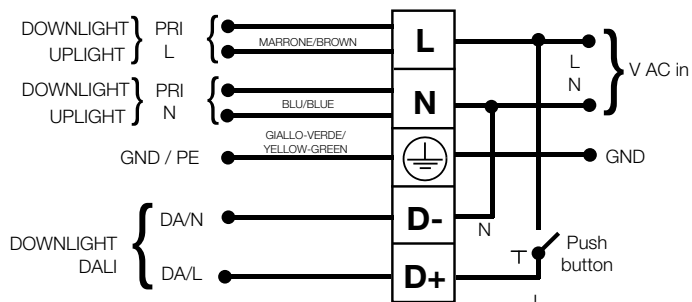 DOWNLIGHT PRI L V AC in
UPLIGHT L MARRONE/BROWN L
DOWNLIGHT PRI N N
UPLIGHT N BLU/BLUE
GIALLO-VERDE/
YELLOW-GREEN
GND / PE GND
DA/N D- N
DOWNLIGHT
DALI
Push
button
DA/L D+